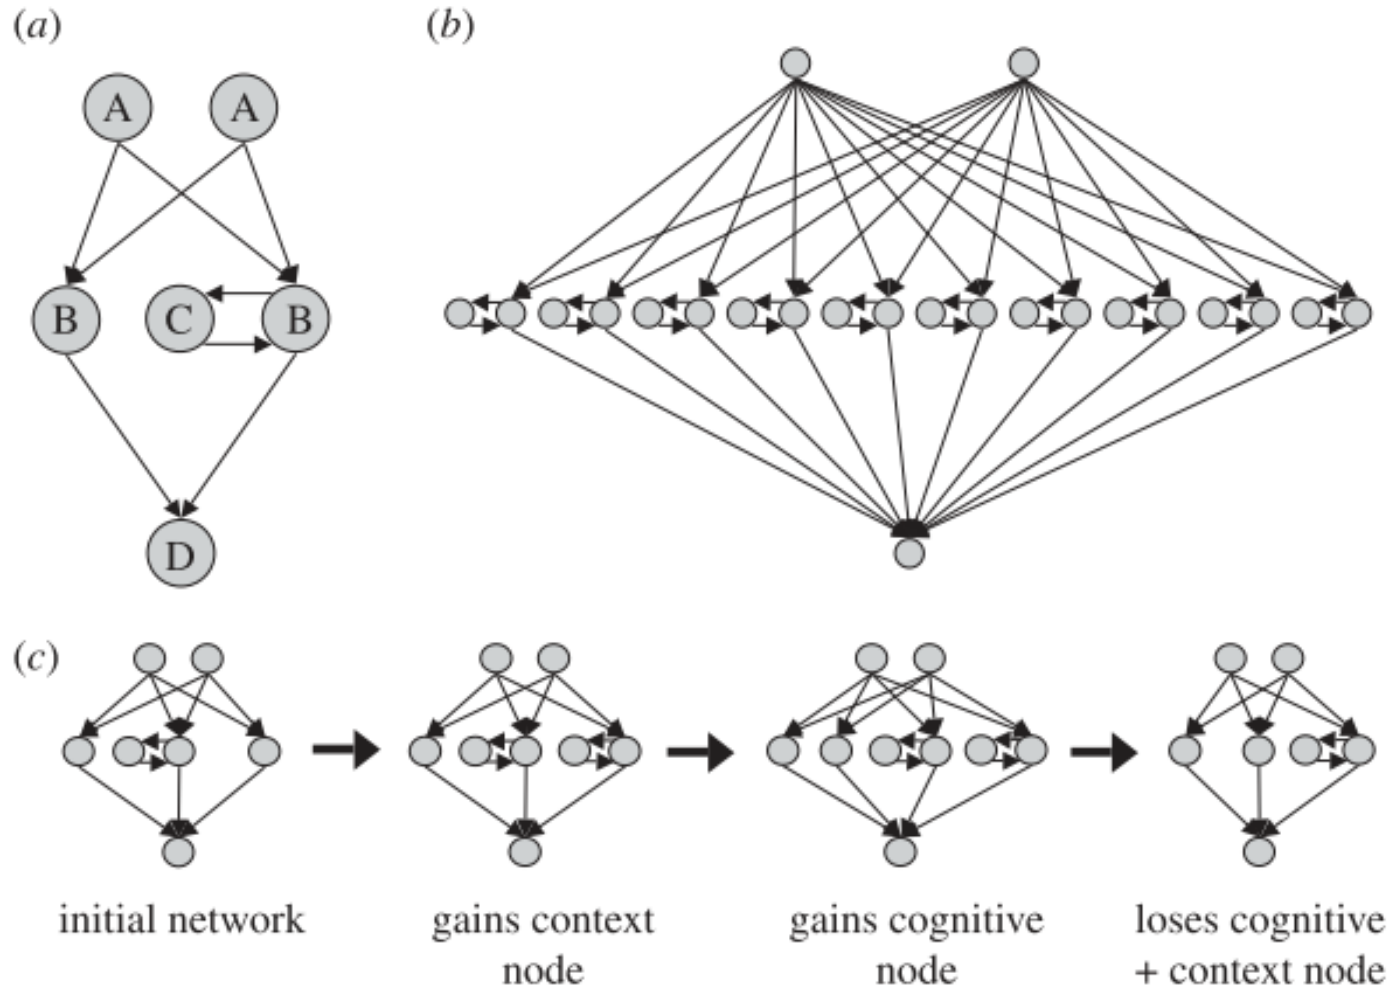 (a)
(b)
A A
B C B
D
(c)
initial network
gains context
node
gains cognitive
node
loses cognitive
+ context node